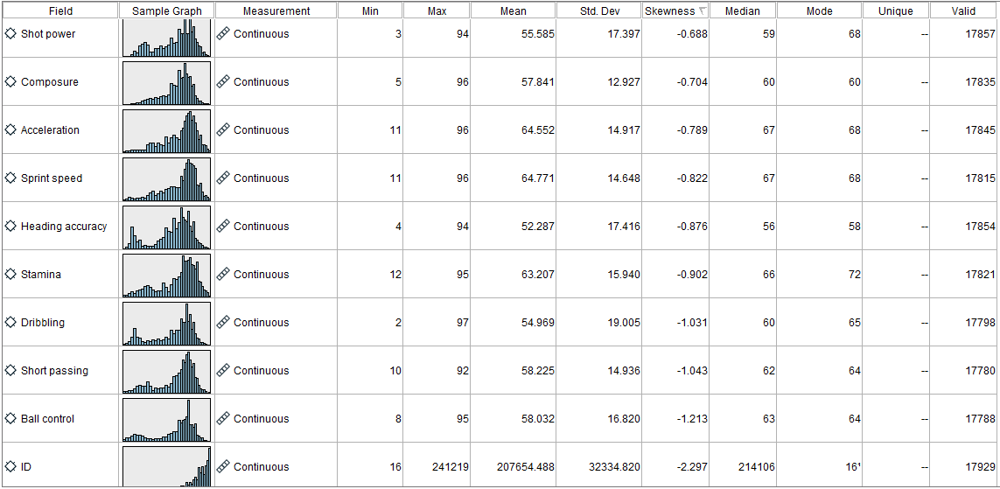 Field Sample Graph Measurement Min Max Mean Std. Dev Skewness Median Mode Unique Valid
Shot power Continuous 3 94 55.585 17.397 -0.688 59 68 -- 17857
Composure Continuous 5 96 57.841 12.927 -0.704 60 60 -- 17835
Acceleration Continuous 11 96 64.552 14.917 -0.789 67 68 -- 17845
Sprint speed Continuous 11 96 64.771 14.648 -0.822 67 68 -- 17815
Heading accuracy Continuous 4 94 52.287 17.416 -0.876 56 58 -- 17854
Stamina Continuous 12 95 63.207 15.940 -0.902 66 72 -- 17821
Dribbling Continuous 2 97 54.969 19.005 -1.031 60 65 -- 17798
Short passing Continuous 10 92 58.225 14.936 -1.043 62 64 -- 17780
Ball control Continuous 8 95 58.032 16.820 -1.213 63 64 -- 17788
ID Continuous 16 241219 207654.488 32334.820 -2.297 214106 16¹ -- 17929